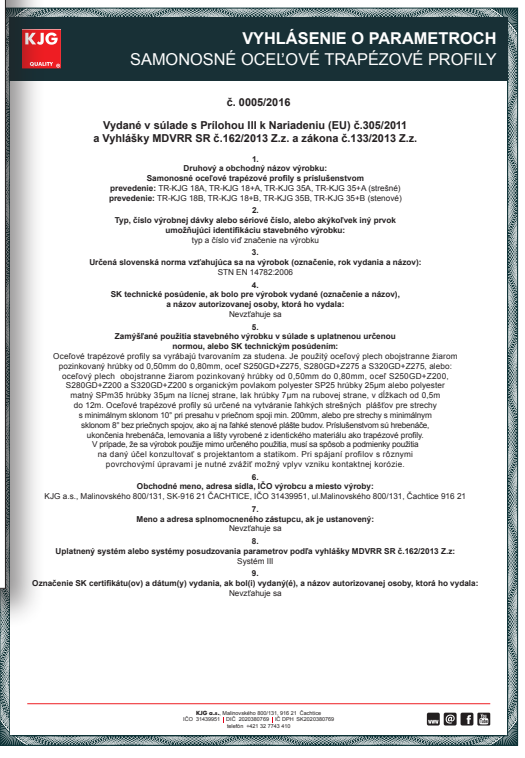 KJG
QUALITY ®
VYHLÁSENIE O PARAMETROCH
SAMONOSNÉ OCEĽOVÉ TRAPÉZOVÉ PROFILY
č. 0005/2016
Vydané v súlade s Prílohou III k Nariadeniu (EU) č.305/2011
a Vyhlášky MDVRR SR č.162/2013 Z.z. a zákona č.133/2013 Z.z.
1.
Druhový a obchodný názov výrobku:
Samonosné oceľové trapézové profily s príslušenstvom
prevedenie: TR-KJG 18A, TR-KJG 18+A, TR-KJG 35A, TR-KJG 35+A (strešné)
prevedenie: TR-KJG 18B, TR-KJG 18+B, TR-KJG 35B, TR-KJG 35+B (stenové)
2.
Typ, číslo výrobnej dávky alebo sériové číslo, alebo akýkoľvek iný prvok
umožňujúci identifikáciu stavebného výrobku:
typ a číslo viď značenie na výrobku
3.
Určená slovenská norma vzťahujúca sa na výrobok (označenie, rok vydania a názov):
STN EN 14782:2006
4.
SK technické posúdenie, ak bolo pre výrobok vydané (označenie a názov),
a názov autorizovanej osoby, ktorá ho vydala:
Nevzťahuje sa
5.
Zamýšľané použitia stavebného výrobku v súlade s uplatnenou určenou
normou, alebo SK technickým posúdením:
Oceľové trapézové profily sa vyrábajú tvarovaním za studena. Je použitý oceľový plech obojstranne žiarom
pozinkovaný hrúbky od 0,50mm do 0,80mm, oceľ S250GD+Z275, S280GD+Z275 a S320GD+Z275, alebo:
oceľový plech obojstranne žiarom pozinkovaný hrúbky od 0,50mm do 0,80mm, oceľ S250GD+Z200,
S280GD+Z200 a S320GD+Z200 s organickým povlakom polyester SP25 hrúbky 25µm alebo polyester
matný SPm35 hrúbky 35µm na lícnej strane, lak hrúbky 7µm na rubovej strane, v dĺžkach od 0,5m
do 12m. Oceľové trapézové profily sú určené na vytváranie ľahkých strešných plášťov pre strechy
s minimálnym sklonom 10° pri presahu v priečnom spoji min. 200mm, alebo pre strechy s minimálnym
sklonom 8° bez priečnych spojov, ako aj na ľahké stenové plášte budov. Príslušenstvom sú hrebenáče,
ukončenia hrebenáča, lemovania a lišty vyrobené z identického materiálu ako trapézové profily.
V prípade, že sa výrobok použije mimo určeného použitia, musí sa spôsob a podmienky použitia
na daný účel konzultovať s projektantom a statikom. Pri spájaní profilov s rôznymi
povrchovými úpravami je nutné zvážiť možný vplyv vzniku kontaktnej korózie.
6.
Obchodné meno, adresa sídla, IČO výrobcu a miesto výroby:
KJG a.s., Malinovského 800/131, SK-916 21 ČACHTICE, IČO 31439951, ul.Malinovského 800/131, Čachtice 916 21
7.
Meno a adresa splnomocneného zástupcu, ak je ustanovený:
Nevzťahuje sa
8.
Uplatnený systém alebo systémy posudzovania parametrov podľa vyhlášky MDVRR SR č.162/2013 Z.z:
Systém III
9.
Označenie SK certifikátu(ov) a dátum(y) vydania, ak bol(i) vydaný(é), a názov autorizovanej osoby, ktorá ho vydala:
Nevzťahuje sa
KJG a.s., Malinovského 800/131, 916 21 Čachtice
IČO 31439951 | DIČ 2020380769 | IČ DPH SK2020380769
telefón +421 32 7743 410